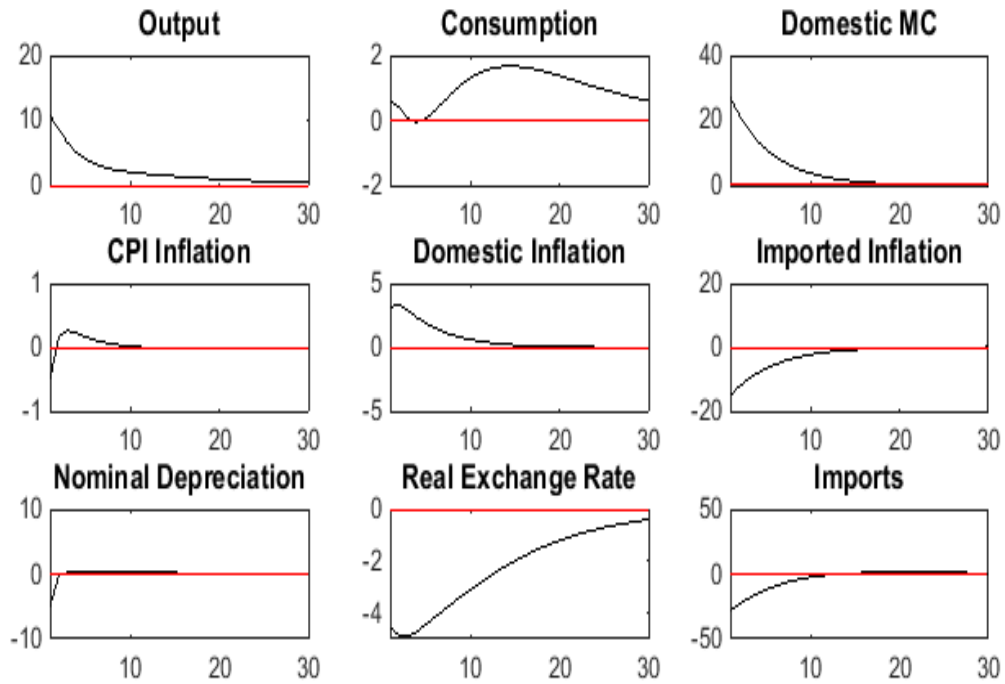 Output Consumption Domestic MC
20 2 40
10 0 20
0 -2 0
10 20 30 10 20 30 10 20 30
CPI Inflation Domestic Inflation Imported Inflation
1 5 20
0 0 0
-1 -5 -20
10 20 30 10 20 30 10 20 30
Nominal Depreciation Real Exchange Rate Imports
10 0 50
0 -2 0
-10 -4 -50
10 20 30 10 20 30 10 20 30